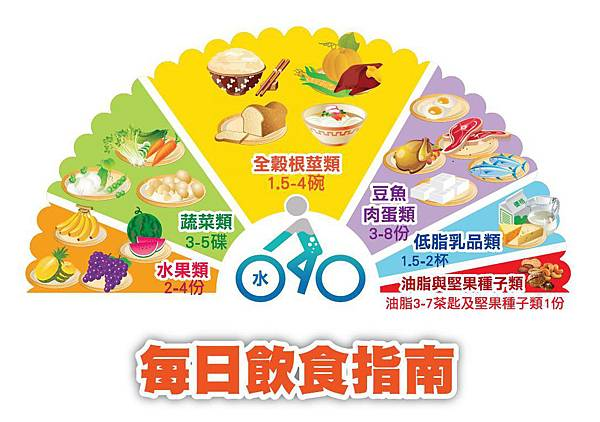 全穀根莖類
1.5-4碗
豆魚
肉蛋類
3-8份
蔬菜類
3-5碟
低脂乳品類
1.5-2杯
水果類
2-4份
水
油脂與堅果種子類
油脂3-7茶匙及堅果種子類1份
每日飲食指南